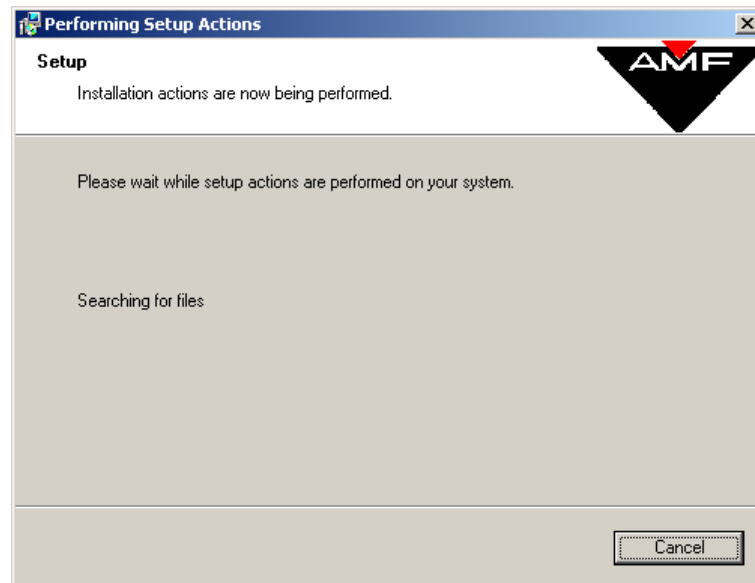 Performing Setup Actions
Setup
AMF
Installation actions are now being performed.
Please wait while setup actions are performed on your system.
Searching for files
Cancel